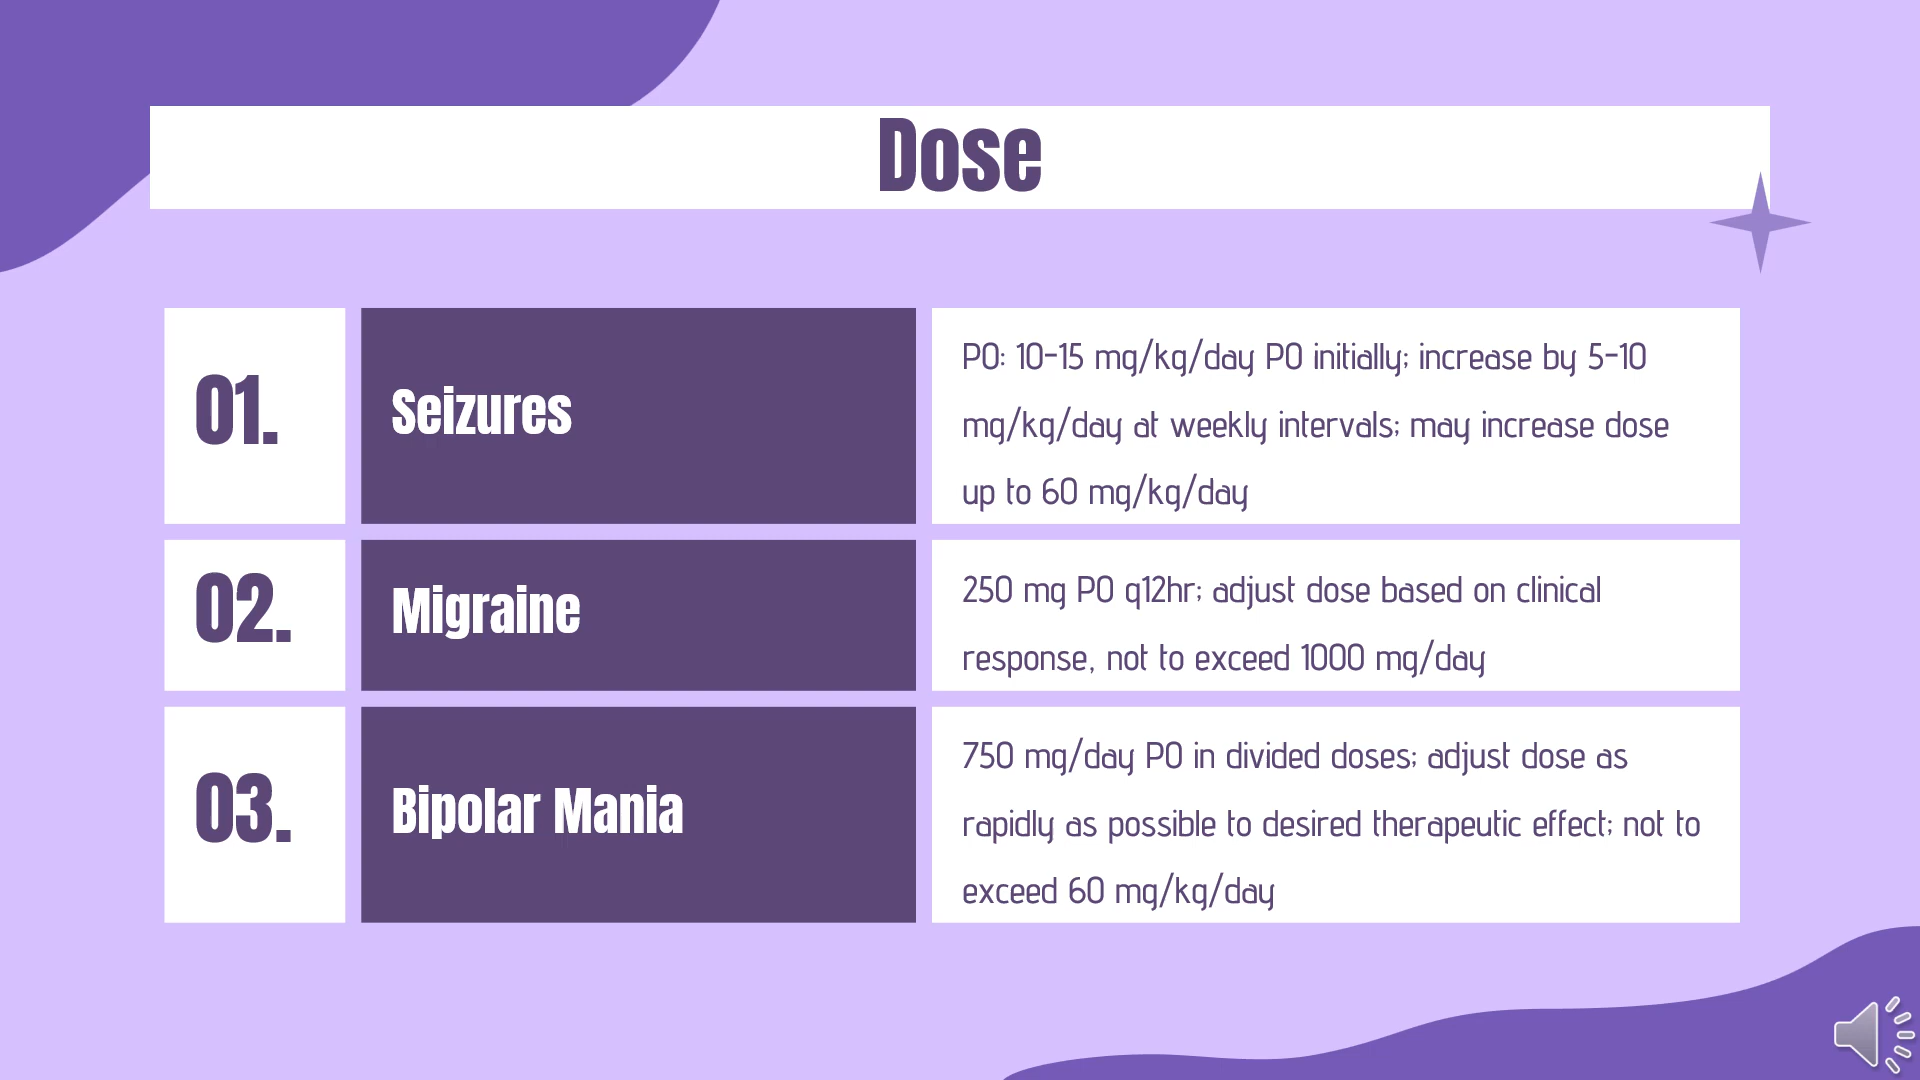 Dose
01.
Seizures
PO: 10-15 mg/kg/day PO initially; increase by 5-10
mg/kg/day at weekly intervals; may increase dose
up to 60 mg/kg/day
02.
Migraine
250 mg PO q12hr; adjust dose based on clinical
response, not to exceed 1000 mg/day
03.
Bipolar Mania
750 mg/day PO in divided doses; adjust dose as
rapidly as possible to desired therapeutic effect; not to
exceed 60 mg/kg/day